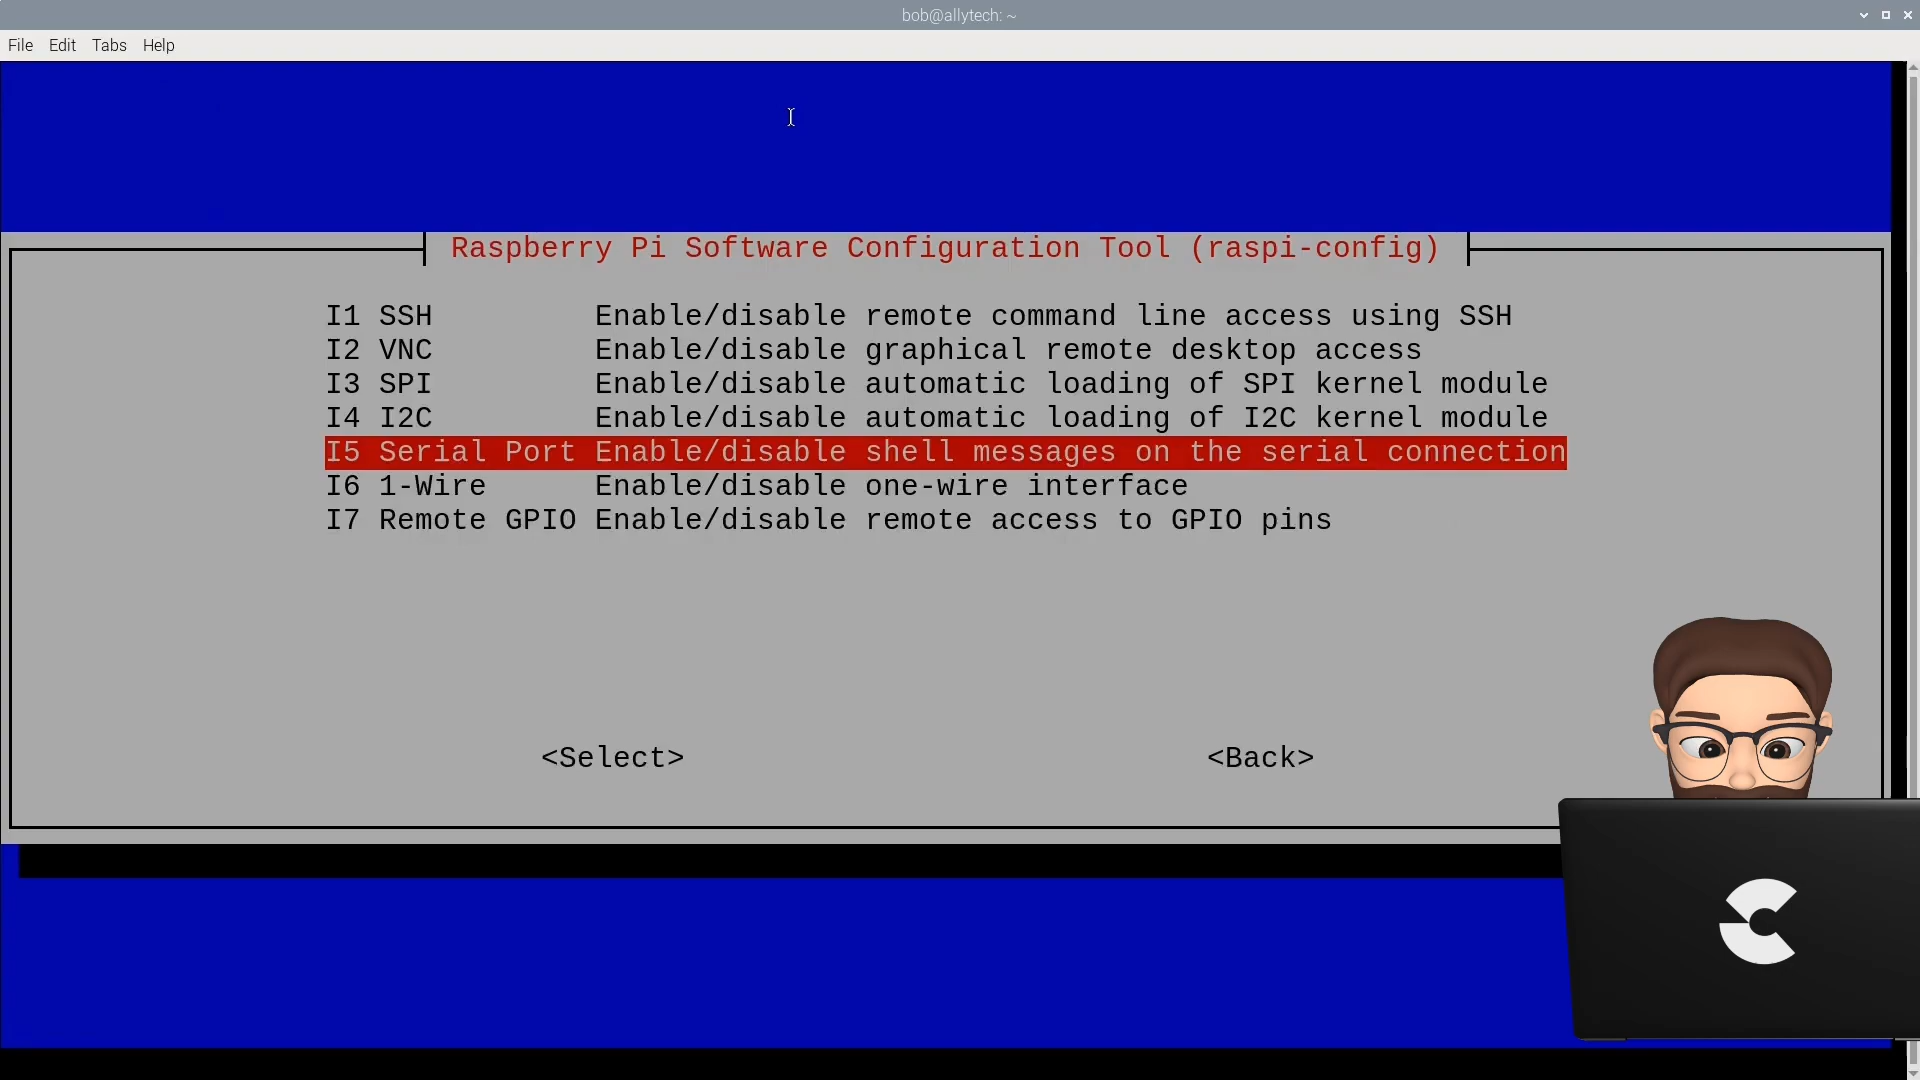 bob@allytech: ~
File Edit Tabs Help
Raspberry Pi Software Configuration Tool (raspi-config)
I1 SSH Enable/disable remote command line access using SSH
I2 VNC Enable/disable graphical remote desktop access
I3 SPI Enable/disable automatic loading of SPI kernel module
I4 I2C Enable/disable automatic loading of I2C kernel module
I5 Serial Port Enable/disable shell messages on the serial connection
I6 1-Wire Enable/disable one-wire interface
I7 Remote GPIO Enable/disable remote access to GPIO pins
<Select> <Back>